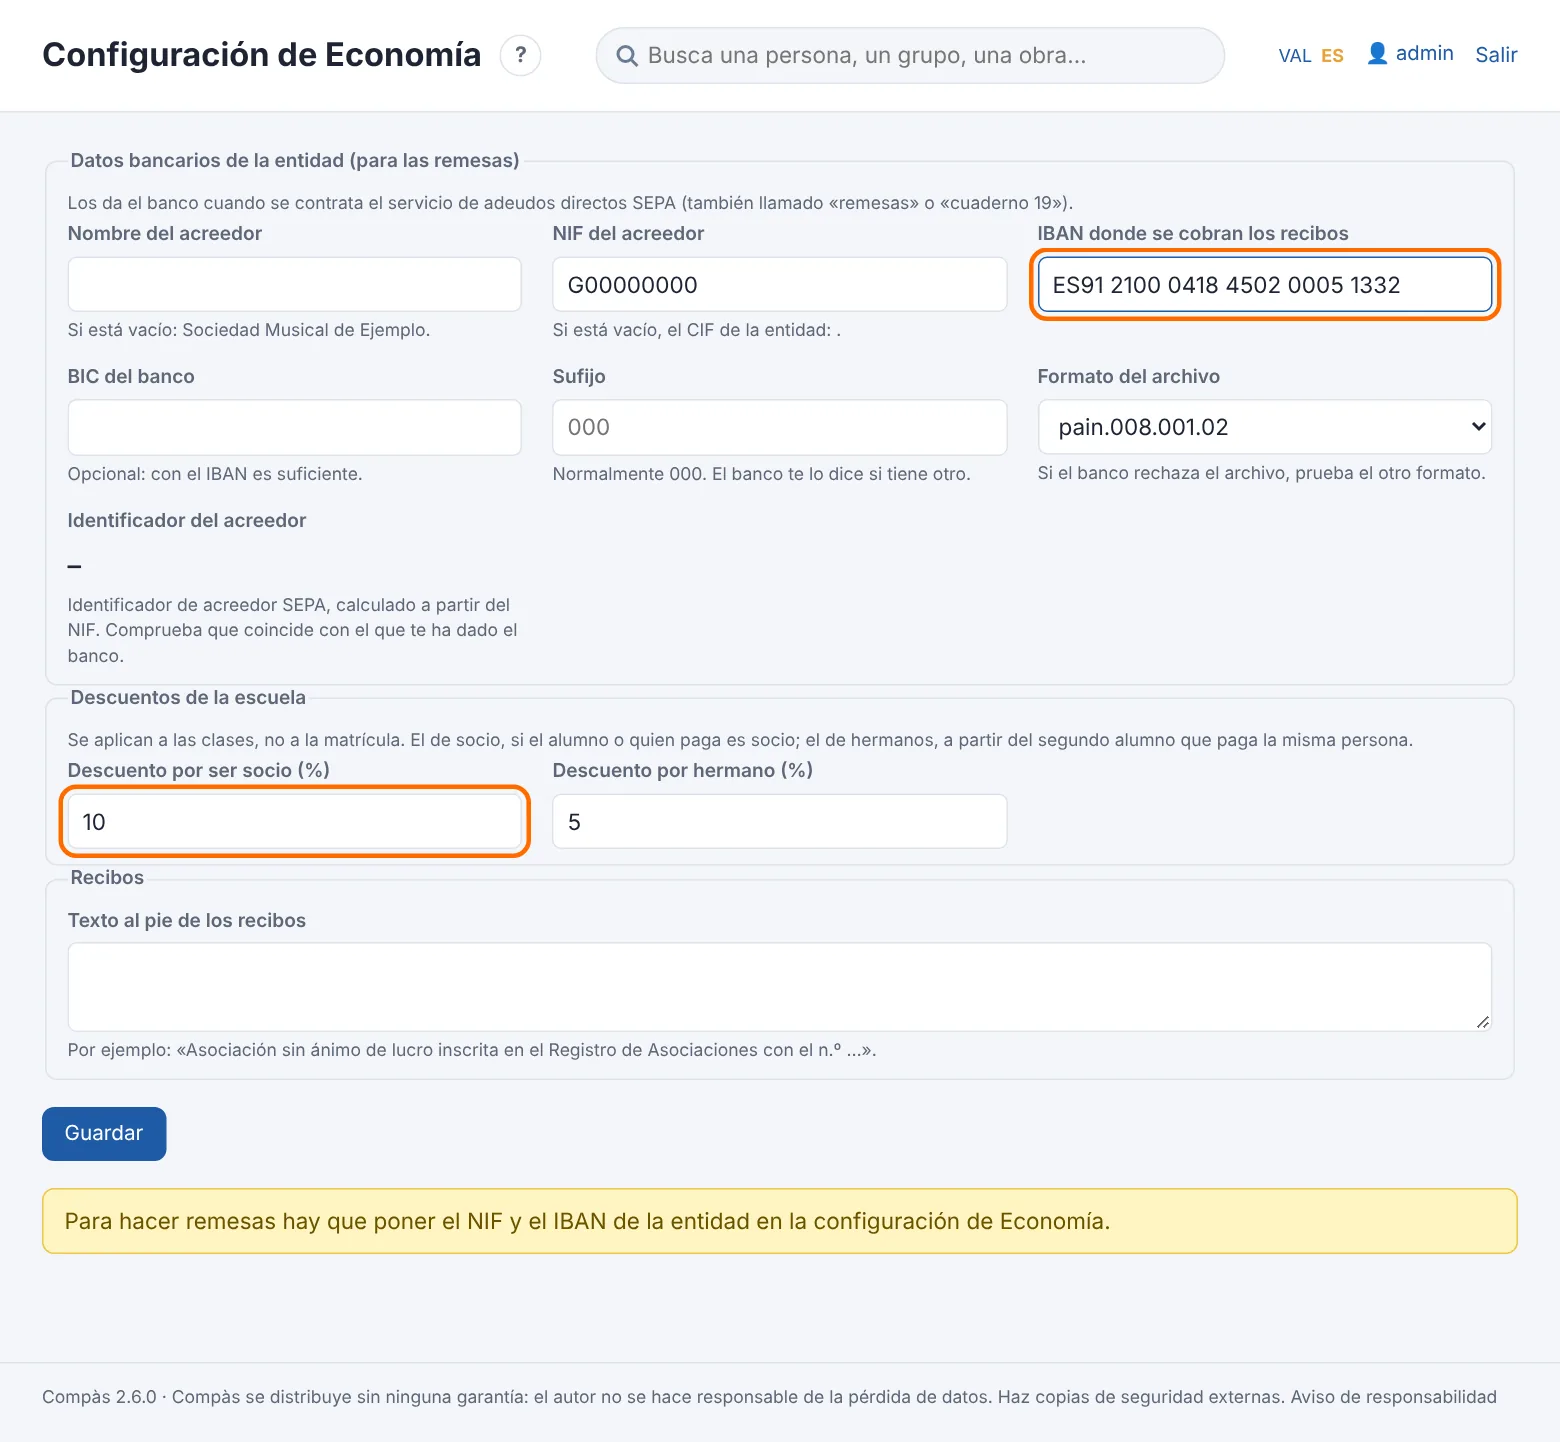 Configuración de Economía
?
Busca una persona, un grupo, una obra...
VAL ES admin Salir
Datos bancarios de la entidad (para las remesas)
Los da el banco cuando se contrata el servicio de adeudos directos SEPA (también llamado «remesas» o «cuaderno 19»).
Nombre del acreedor
NIF del acreedor
IBAN donde se cobran los recibos
G00000000
ES91 2100 0418 4502 0005 1332
Si está vacío: Sociedad Musical de Ejemplo.
Si está vacío, el CIF de la entidad: .
BIC del banco
Sufijo
Formato del archivo
000
pain.008.001.02
Opcional: con el IBAN es suficiente.
Normalmente 000. El banco te lo dice si tiene otro.
Si el banco rechaza el archivo, prueba el otro formato.
Identificador del acreedor
–
Identificador de acreedor SEPA, calculado a partir del
NIF. Comprueba que coincide con el que te ha dado el
banco.
Descuentos de la escuela
Se aplican a las clases, no a la matrícula. El de socio, si el alumno o quien paga es socio; el de hermanos, a partir del segundo alumno que paga la misma persona.
Descuento por ser socio (%)
Descuento por hermano (%)
10
5
Recibos
Texto al pie de los recibos
Por ejemplo: «Asociación sin ánimo de lucro inscrita en el Registro de Asociaciones con el n.º ...».
Guardar
Para hacer remesas hay que poner el NIF y el IBAN de la entidad en la configuración de Economía.
Compàs 2.6.0 · Compàs se distribuye sin ninguna garantía: el autor no se hace responsable de la pérdida de datos. Haz copias de seguridad externas. Aviso de responsabilidad